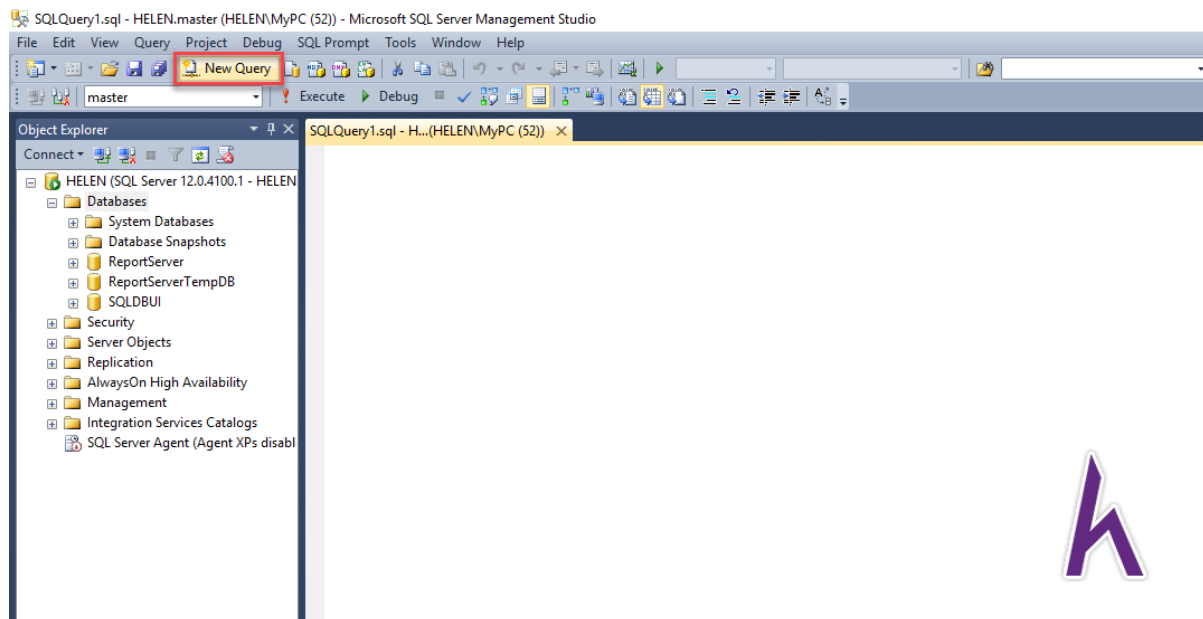 SQLQuery1.sql - HELEN.master (HELEN\MyPC (52)) - Microsoft SQL Server Management Studio
File Edit View Query Project Debug SQL Prompt Tools Window Help
New Query
master Execute Debug
Object Explorer
SQLQuery1.sql - H...(HELEN\MyPC (52))
Connect
HELEN (SQL Server 12.0.4100.1 - HELEN
Databases
System Databases
Database Snapshots
ReportServer
ReportServerTempDB
SQLDBUI
Security
Server Objects
Replication
AlwaysOn High Availability
Management
Integration Services Catalogs
SQL Server Agent (Agent XPs disabl